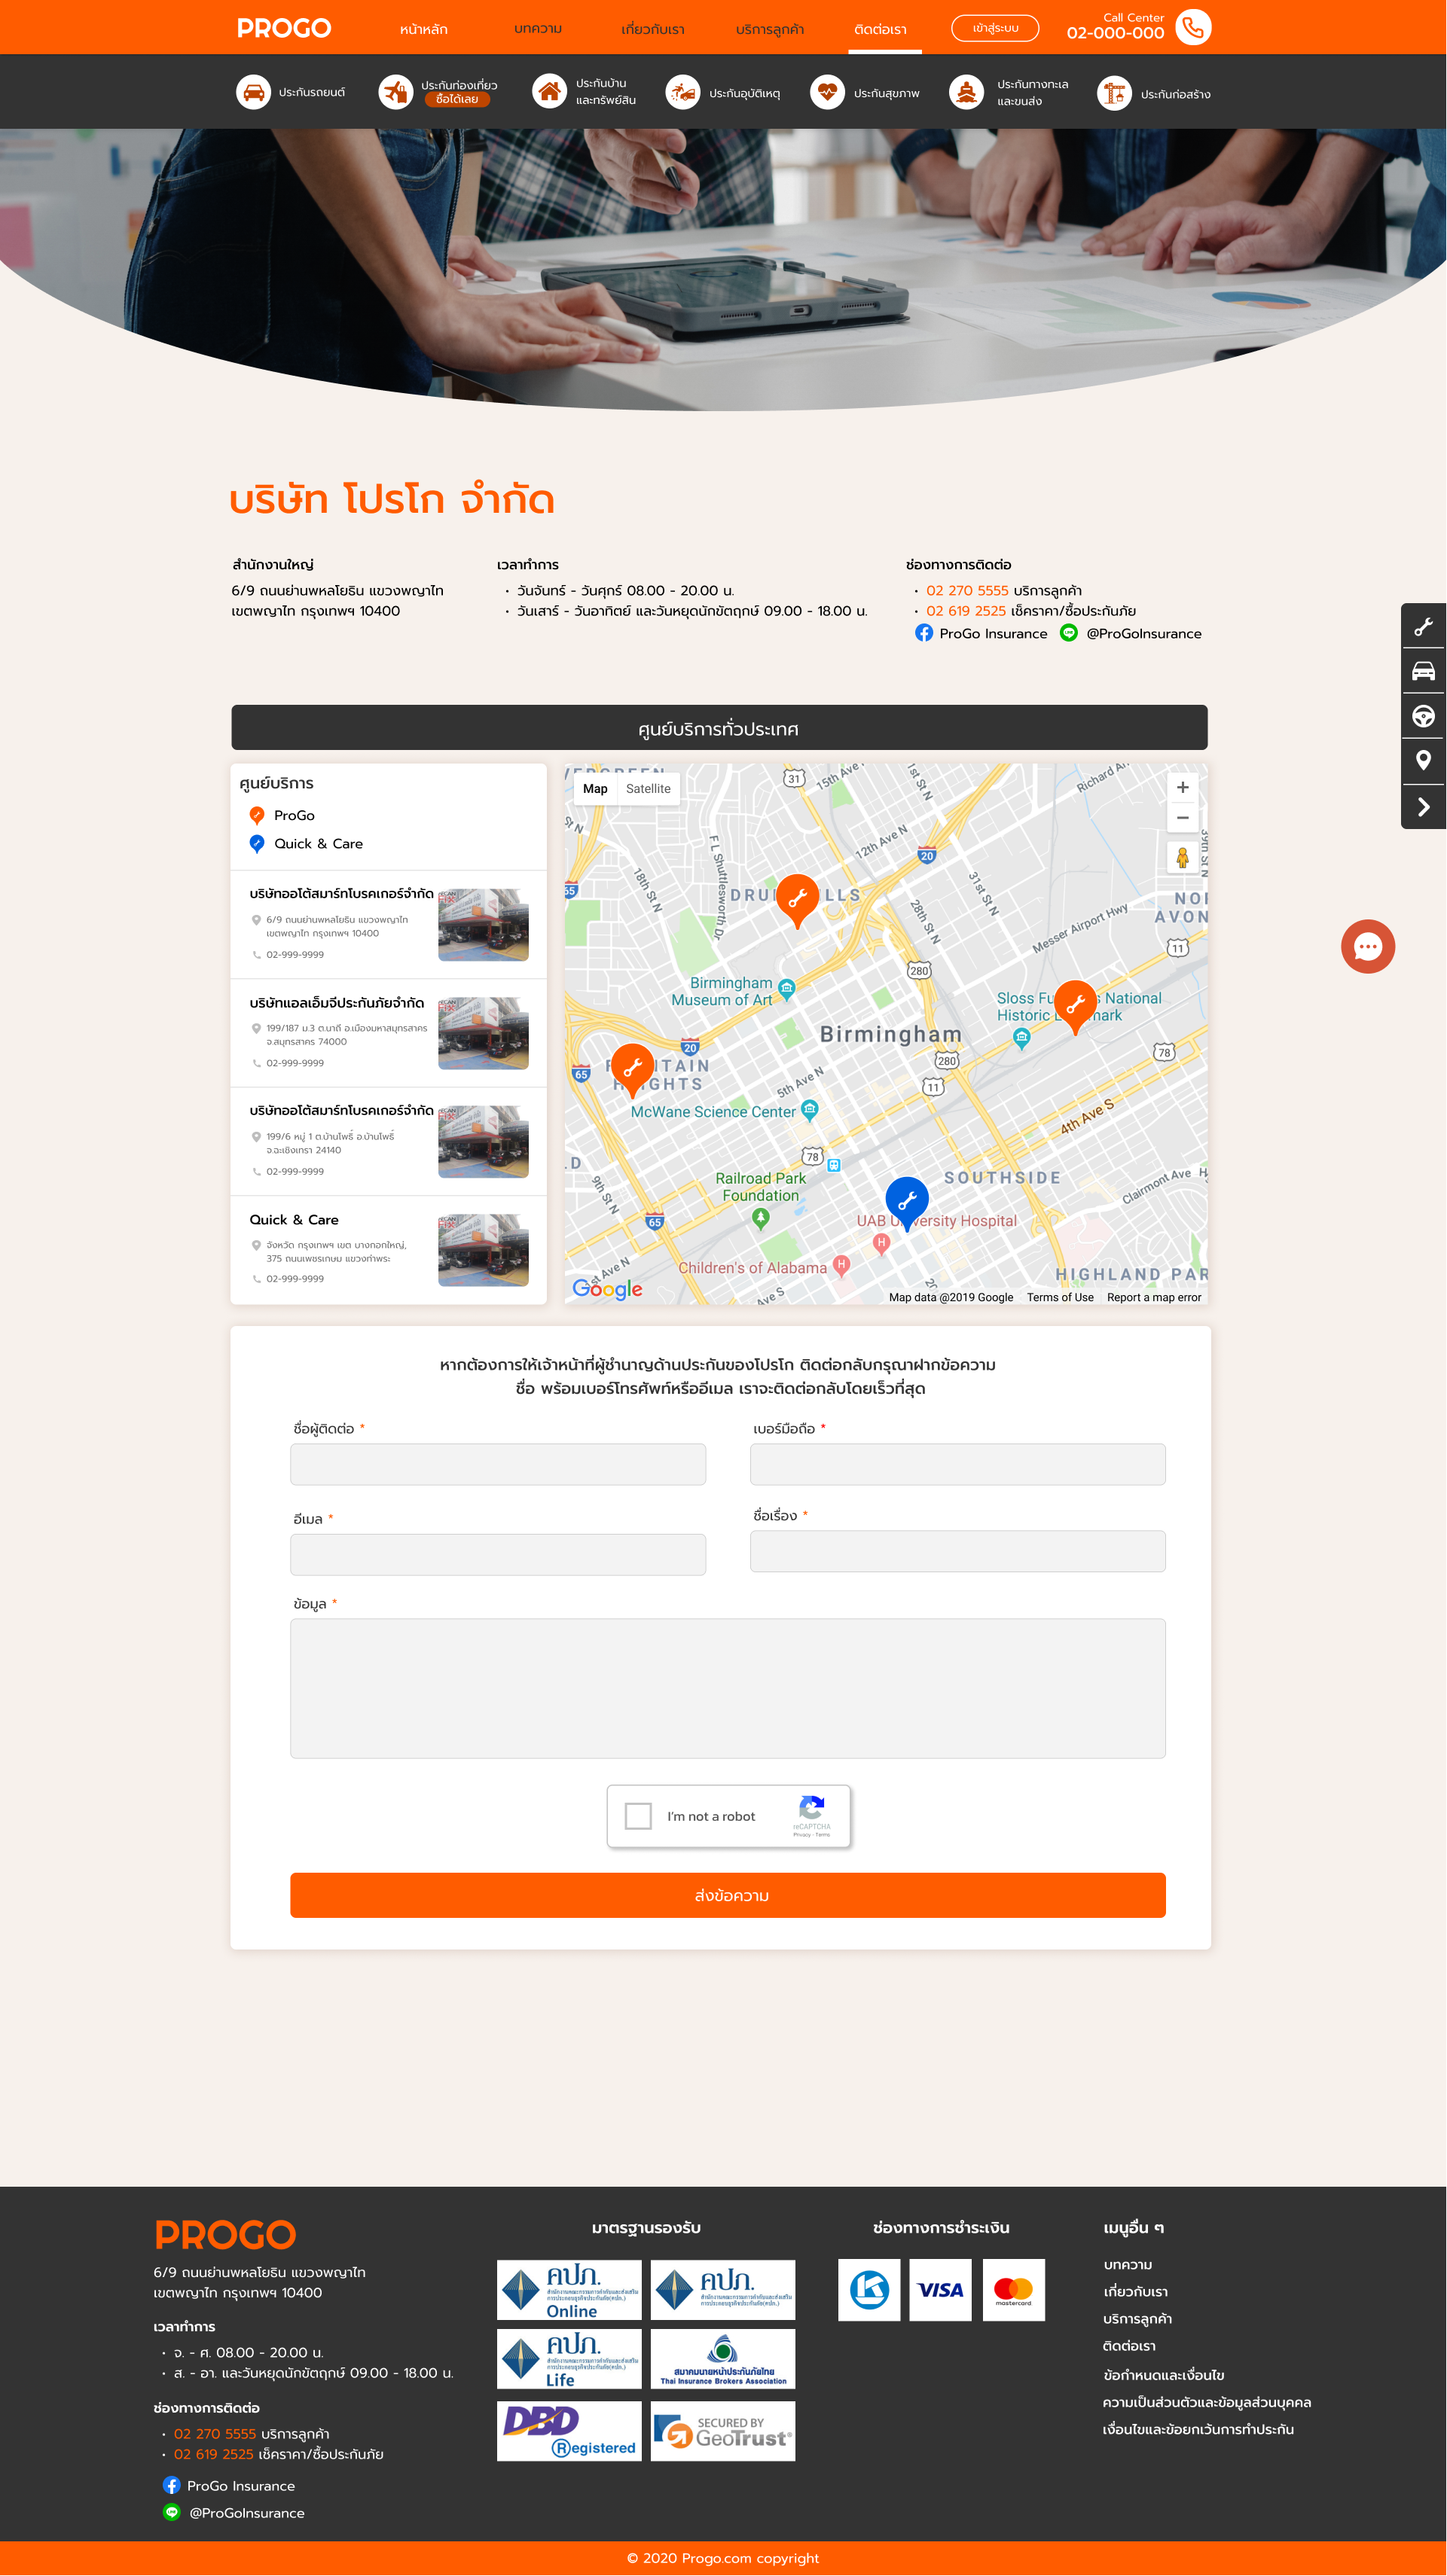 PROGO
หน้าหลัก
บทความ
เกี่ยวกับเรา
บริการลูกค้า
ติดต่อเรา
เข้าสู่ระบบ
Call Center
02-000-000
ประกันรถยนต์
ประกันท่องเที่ยว
ซื้อได้เลย
ประกันบ้าน
และทรัพย์สิน
ประกันอุบัติเหตุ
ประกันสุขภาพ
ประกันทางทะเล
และขนส่ง
ประกันก่อสร้าง
บริษัท โปรโก จำกัด
สำนักงานใหญ่
6/9 ถนนย่านพหลโยธิน แขวงพญาไท
เขตพญาไท กรุงเทพฯ 10400
เวลาทำการ
• วันจันทร์ - วันศุกร์ 08.00 - 20.00 น.
• วันเสาร์ - วันอาทิตย์ และวันหยุดนักขัตฤกษ์ 09.00 - 18.00 น.
ช่องทางการติดต่อ
• 02 270 5555 บริการลูกค้า
• 02 619 2525 เช็คราคา/ซื้อประกันภัย
ProGo Insurance
@ProGoInsurance
ศูนย์บริการทั่วประเทศ
ศูนย์บริการ
ProGo
Quick & Care
บริษัทออโต้สมาร์ทโบรคเกอร์จำกัด
6/9 ถนนย่านพหลโยธิน แขวงพญาไท
เขตพญาไท กรุงเทพฯ 10400
02-999-9999
บริษัทแอลเอ็มจีประกันภัยจำกัด
199/187 ม.3 ต.นาดี อ.เมืองมหาสมุทรสาคร
จ.สมุทรสาคร 74000
02-999-9999
บริษัทออโต้สมาร์ทโบรคเกอร์จำกัด
199/6 หมู่ 1 ต.บ้านโพธิ์ อ.บ้านโพธิ์
จ.ฉะเชิงเทรา 24140
02-999-9999
Quick & Care
จังหวัด กรุงเทพฯ เขต บางกอกใหญ่,
375 ถนนเพชรเกษม แขวงท่าพระ
02-999-9999
Map
Satellite
31
15th Ave
1st St N
Richard Arr
12th Ave N
20
F L Shuttlesworth Dr
18th St N
31st St N
28th St N
65
Messer Airport Hwy
AVON
11
280
Birmingham
Museum of Art
Historic
Birmingham
20
65
280
78
5th Ave N
11
McWane Science Center
4th Ave S
78
Railroad Park
Foundation
SOUTHSIDE
Clairmont Ave
9th St N
65
Children's of Alabama
HIGHLAND PAR
Google
Map data @2019 Google
Terms of Use
Report a map error
หากต้องการให้เจ้าหน้าที่ผู้ชำนาญด้านประกันของโปรโก ติดต่อกลับกรุณาฝากข้อความ
ชื่อ พร้อมเบอร์โทรศัพท์หรืออีเมล เราจะติดต่อกลับโดยเร็วที่สุด
ชื่อผู้ติดต่อ *
เบอร์มือถือ *
อีเมล *
ชื่อเรื่อง *
ข้อมูล *
I'm not a robot
reCAPTCHA
Privacy - Terms
ส่งข้อความ
PROGO
6/9 ถนนย่านพหลโยธิน แขวงพญาไท
เขตพญาไท กรุงเทพฯ 10400
เวลาทำการ
• จ. - ศ. 08.00 - 20.00 น.
• ส. - อา. และวันหยุดนักขัตฤกษ์ 09.00 - 18.00 น.
ช่องทางการติดต่อ
• 02 270 5555 บริการลูกค้า
• 02 619 2525 เช็คราคา/ซื้อประกันภัย
ProGo Insurance
@ProGoInsurance
มาตรฐานรองรับ
คปภ.
Online
คปภ.
คปภ.
Life
สมาคมนายหน้าประกันภัยไทย
Thai Insurance Brokers Association
DBD
Registered
SECURED BY
GeoTrust®
ช่องทางการชำระเงิน
VISA
mastercard
เมนูอื่น ๆ
บทความ
เกี่ยวกับเรา
บริการลูกค้า
ติดต่อเรา
ข้อกำหนดและเงื่อนไข
ความเป็นส่วนตัวและข้อมูลส่วนบุคคล
เงื่อนไขและข้อยกเว้นการทำประกัน
© 2020 Progo.com copyright